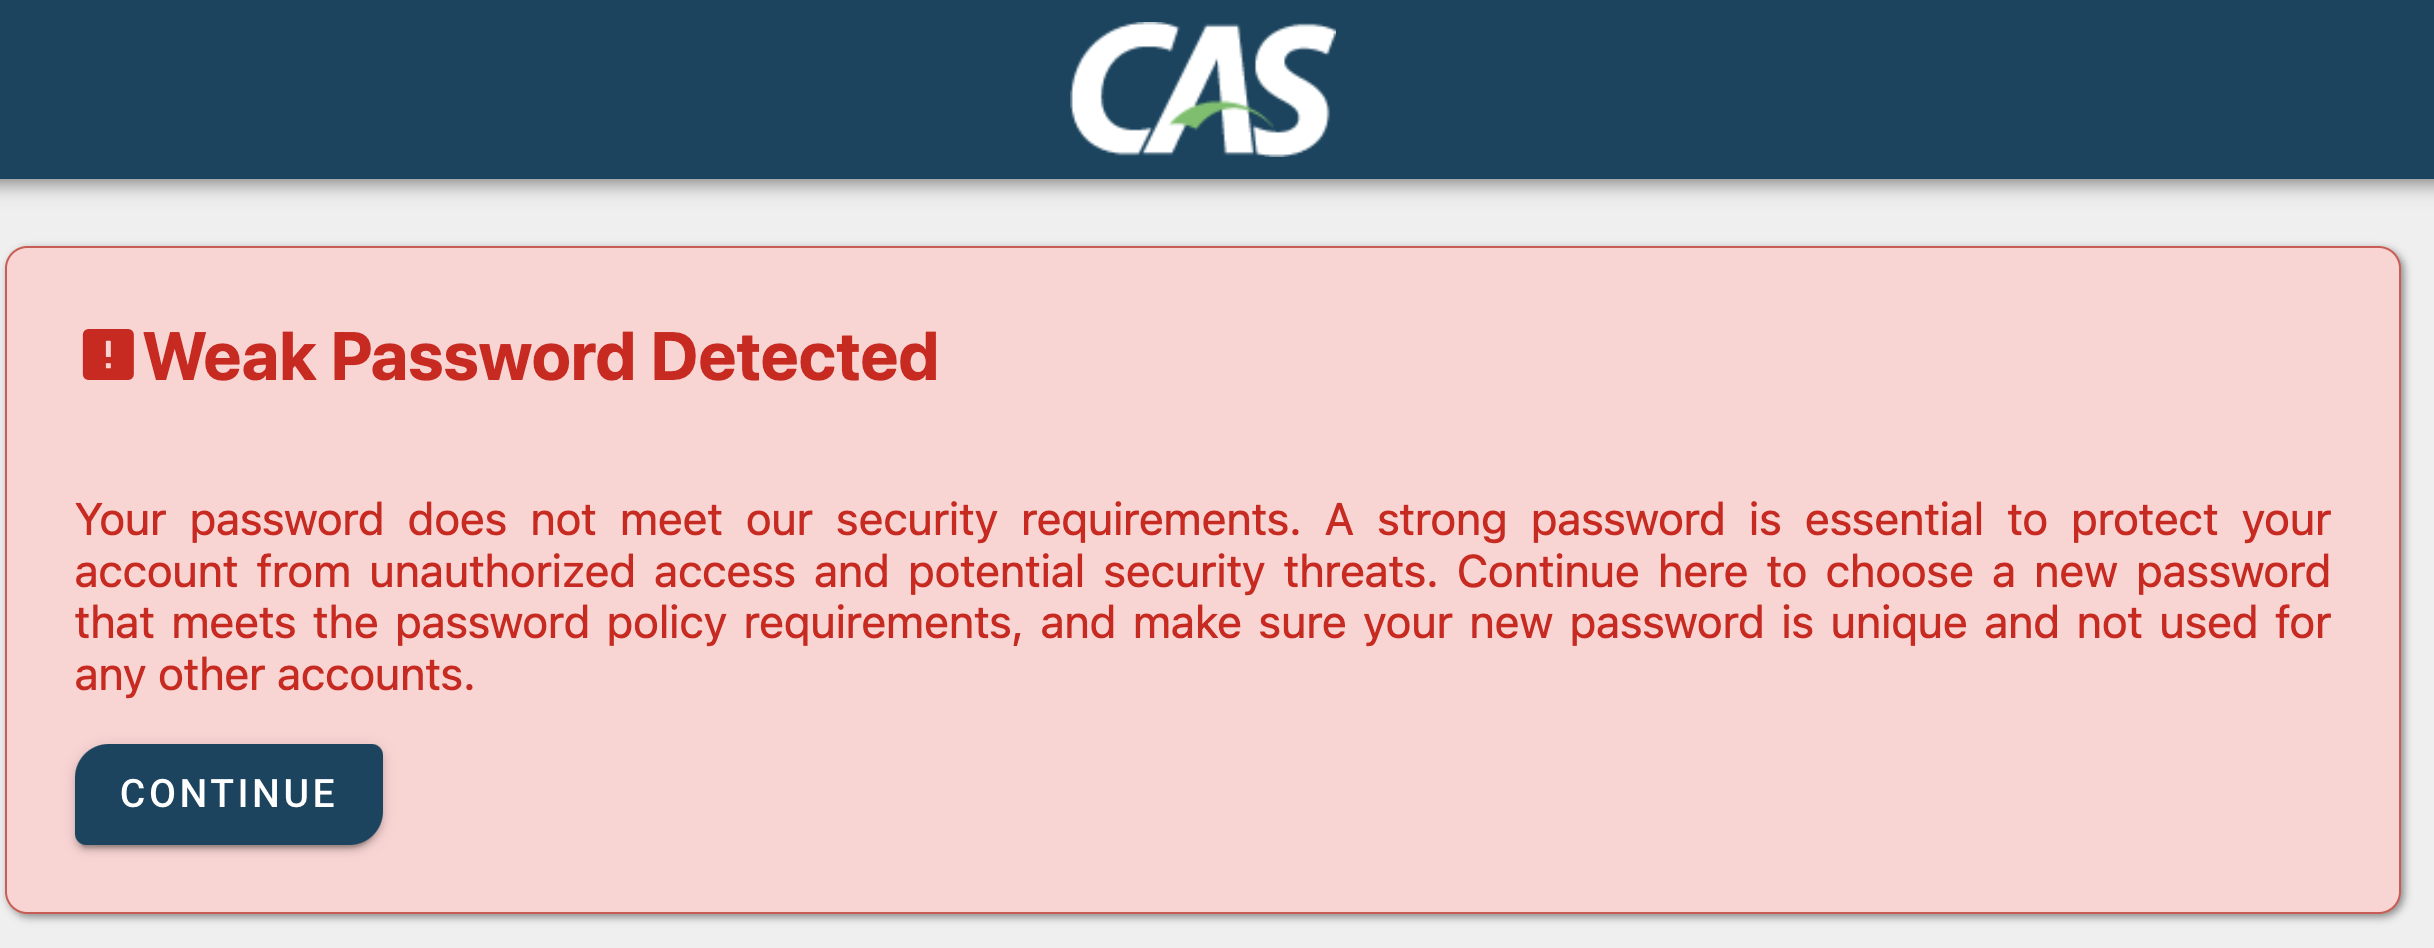 CAS
Weak Password Detected
Your password does not meet our security requirements. A strong password is essential to protect your
account from unauthorized access and potential security threats. Continue here to choose a new password
that meets the password policy requirements, and make sure your new password is unique and not used for
any other accounts.
CONTINUE